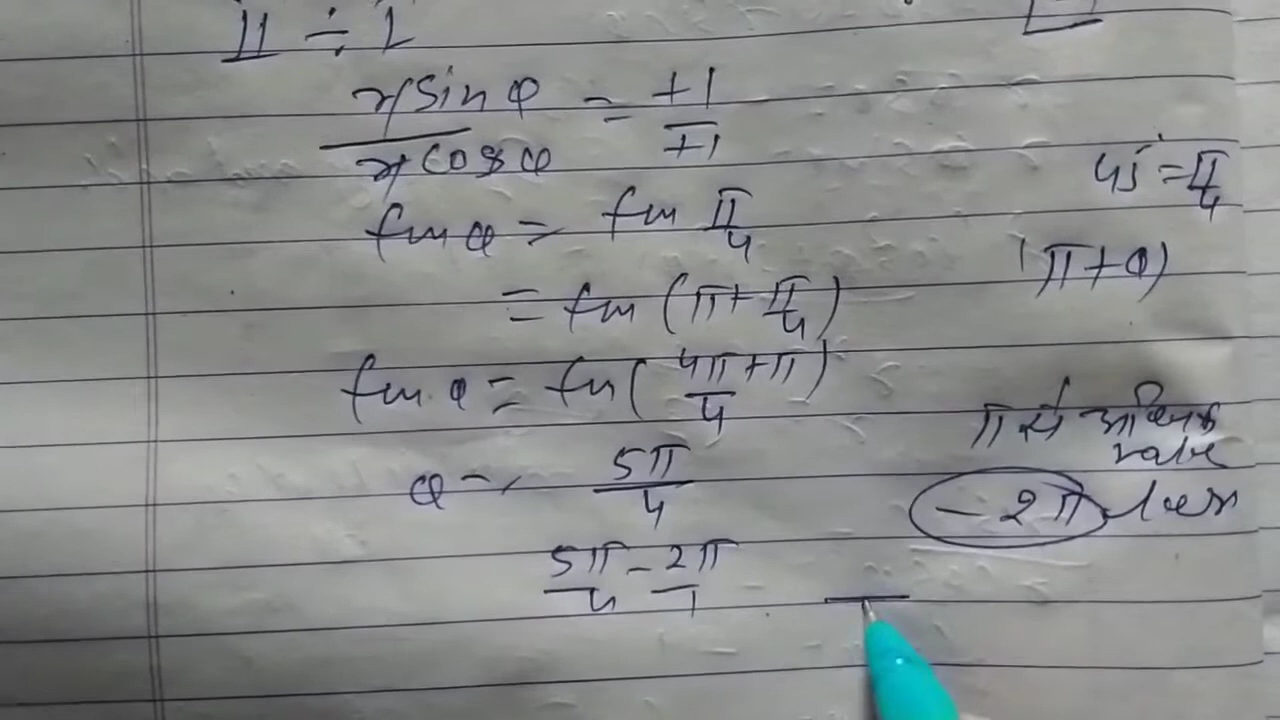 II ÷ I
r sin θ / r cos θ = +1 / +1
45° = π/4
tan θ = tan π/4
(π+θ)
= tan (π + π/4)
tan θ = tan (4π+π / 4)
π से अधिक
value
θ = 5π/4
-2π less
5π/4 - 2π/1